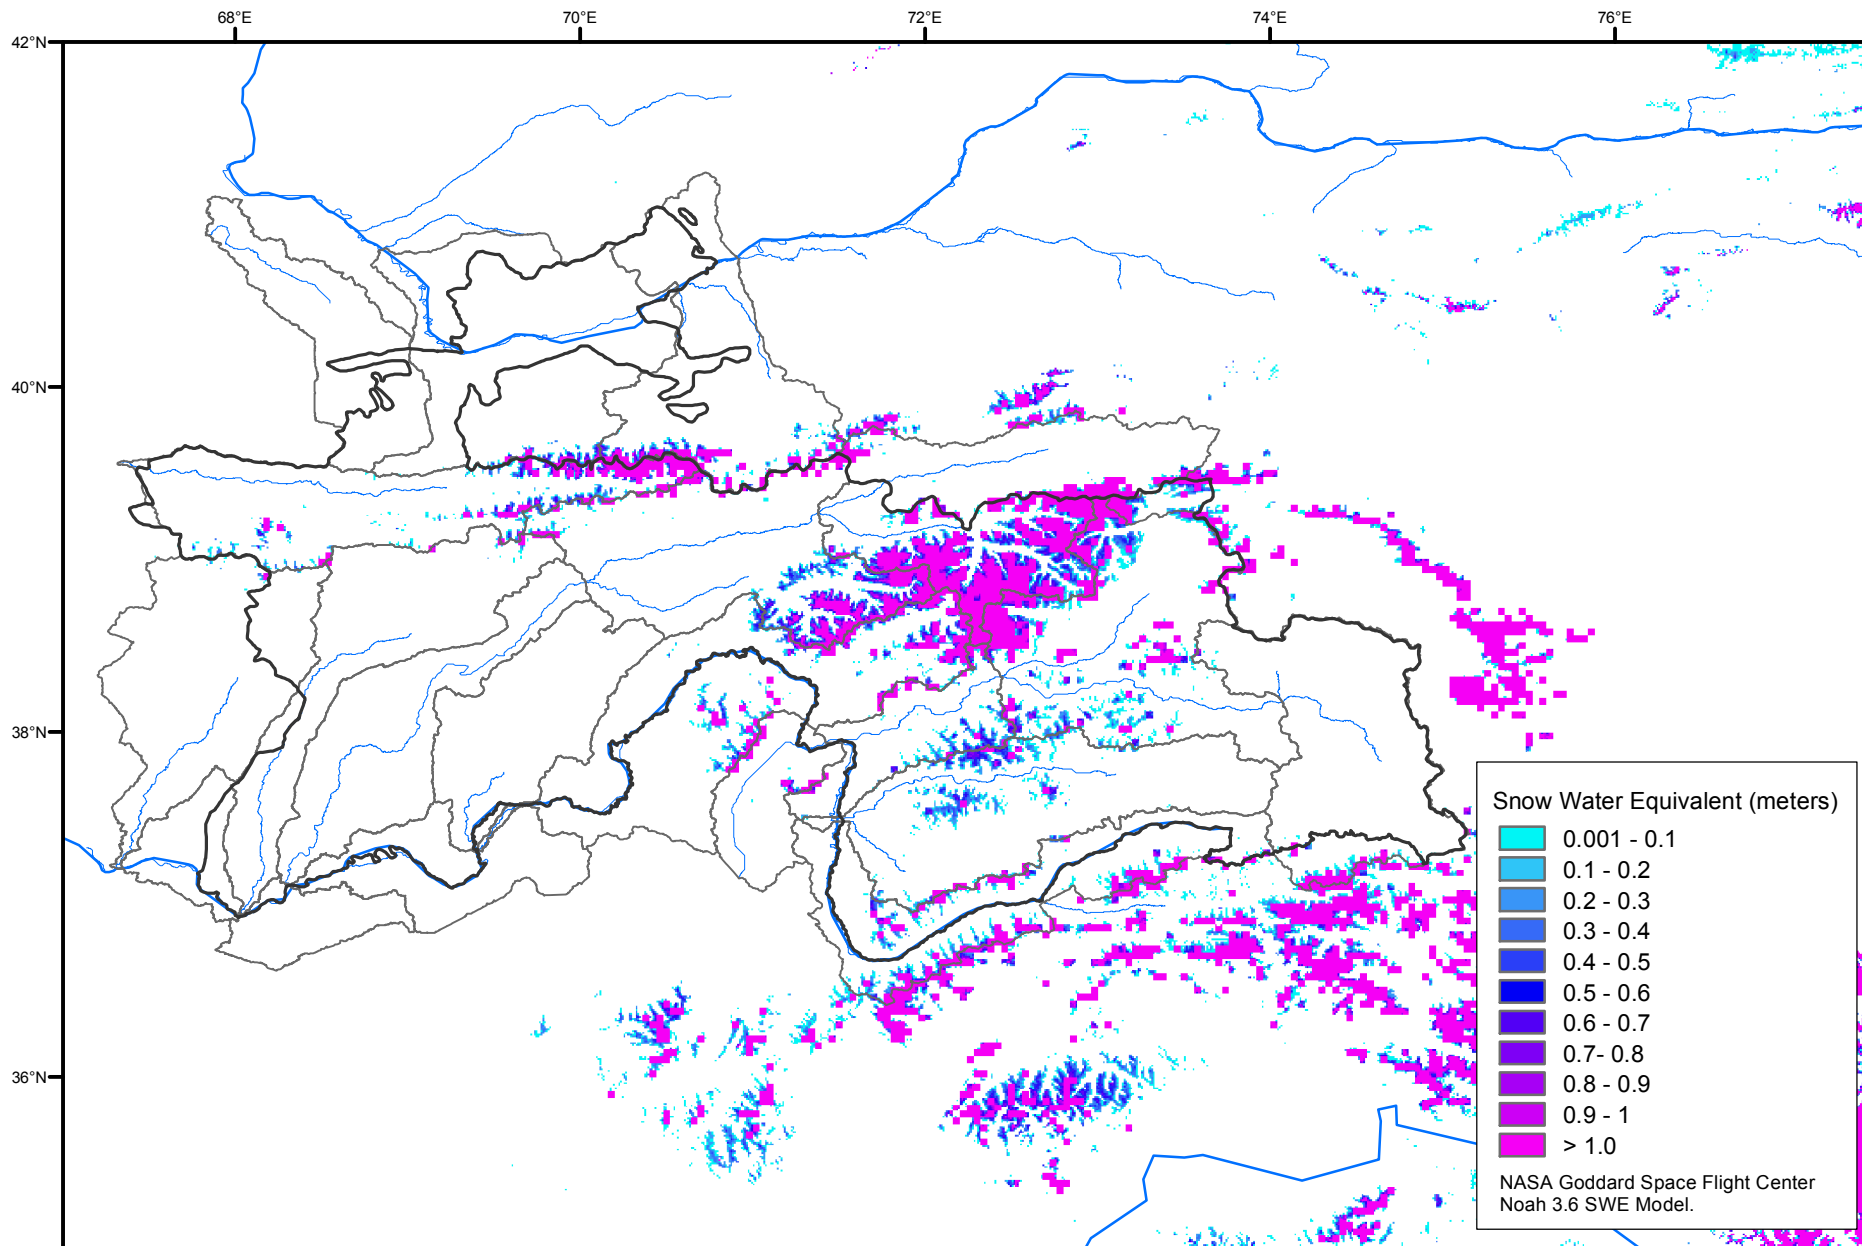 68°E
70°E
72°E
74°E
76°E
42°N
40°N
38°N
36°N
Snow Water Equivalent (meters)
0.001 - 0.1
0.1 - 0.2
0.2 - 0.3
0.3 - 0.4
0.4 - 0.5
0.5 - 0.6
0.6 - 0.7
0.7- 0.8
0.8 - 0.9
0.9 - 1
> 1.0
NASA Goddard Space Flight Center
Noah 3.6 SWE Model.